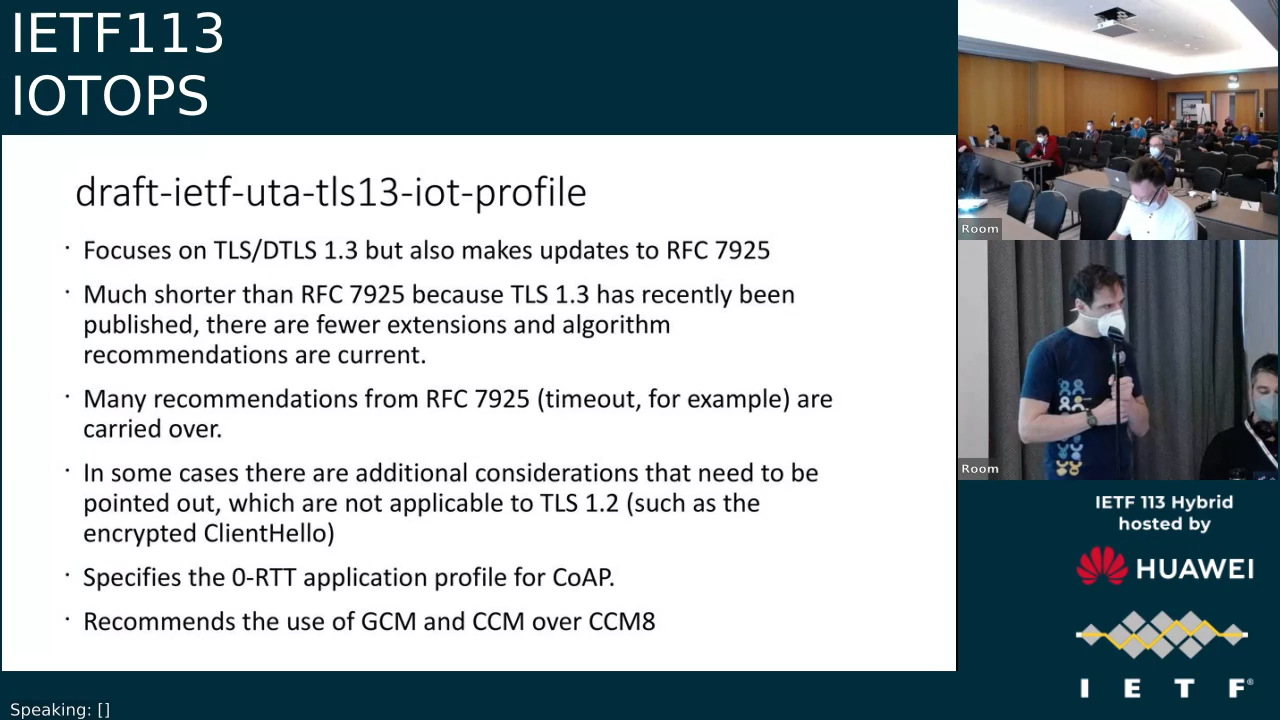 IETF113
IOTOPS
draft-ietf-uta-tls13-iot-profile
· Focuses on TLS/DTLS 1.3 but also makes updates to RFC 7925
· Much shorter than RFC 7925 because TLS 1.3 has recently been
published, there are fewer extensions and algorithm
recommendations are current.
· Many recommendations from RFC 7925 (timeout, for example) are
carried over.
· In some cases there are additional considerations that need to be
pointed out, which are not applicable to TLS 1.2 (such as the
encrypted ClientHello)
· Specifies the 0-RTT application profile for CoAP.
· Recommends the use of GCM and CCM over CCM8
Room
Room
IETF 113 Hybrid
hosted by
HUAWEI
I E T F®
Speaking: []